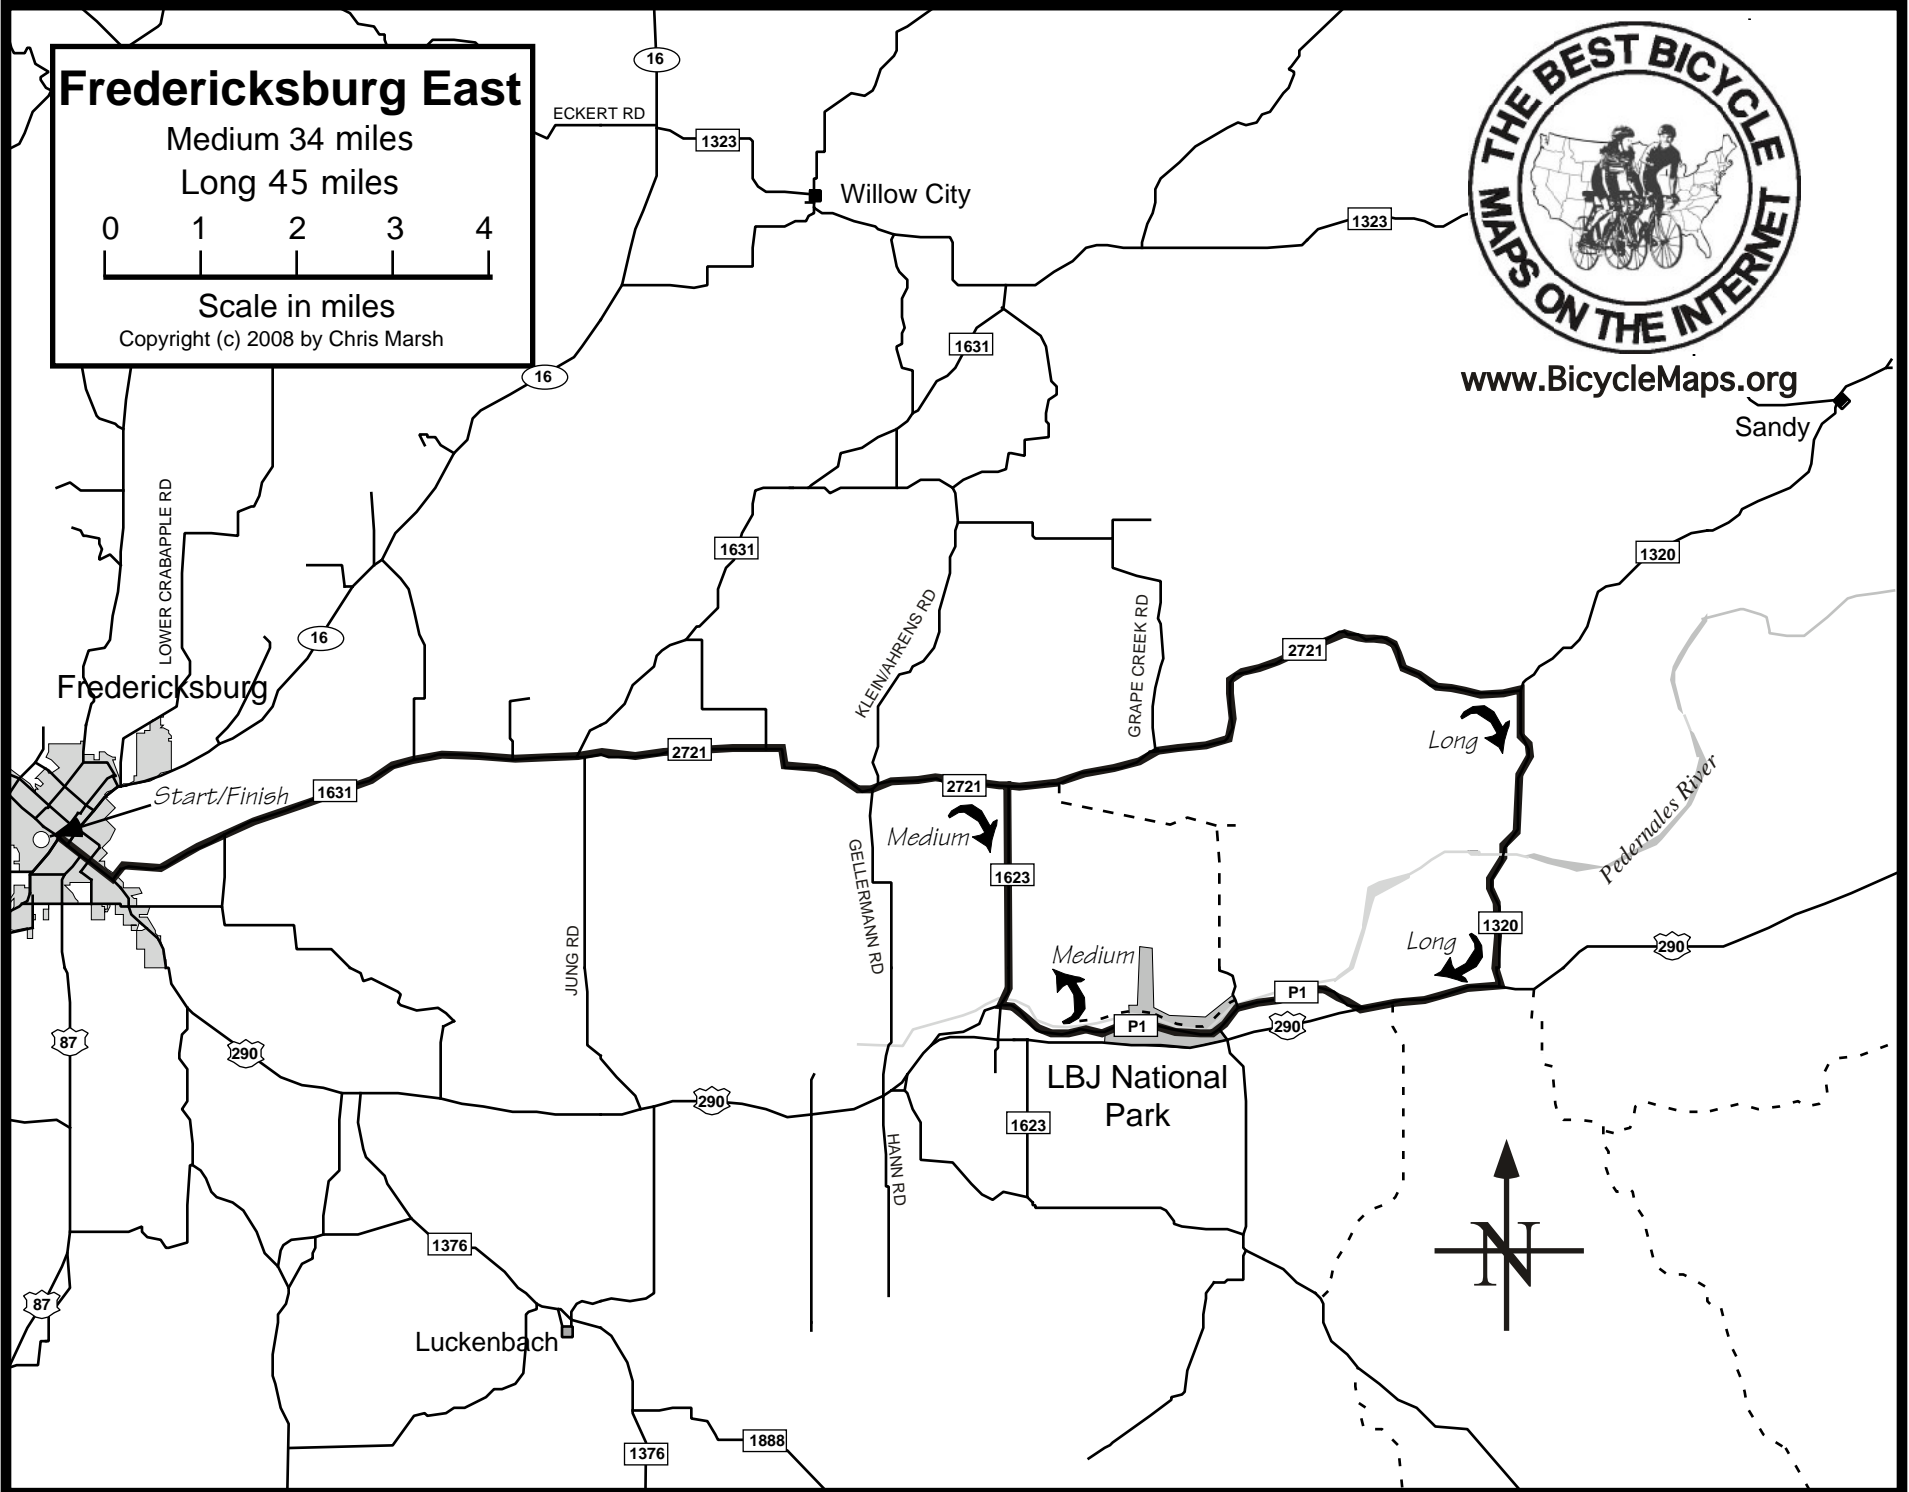 Fredericksburg East
Medium 34 miles
Long 45 miles
0 1 2 3 4
Scale in miles
Copyright (c) 2008 by Chris Marsh
THE BEST BICYCLE
MAPS ON THE INTERNET
www.BicycleMaps.org
16
ECKERT RD
1323
Willow City
1323
1631
16
Sandy
LOWER CRABAPPLE RD
1631
1320
KLEIN/AHRENS RD
GRAPE CREEK RD
16
2721
Fredericksburg
Long
2721
2721
Start/Finish
1631
Medium
Pedernales River
GELLERMANN RD
1623
1320
JUNG RD
Medium
Long
290
P1
P1
290
87
290
LBJ National
Park
290
1623
HANN RD
N
1376
87
Luckenbach
1888
1376